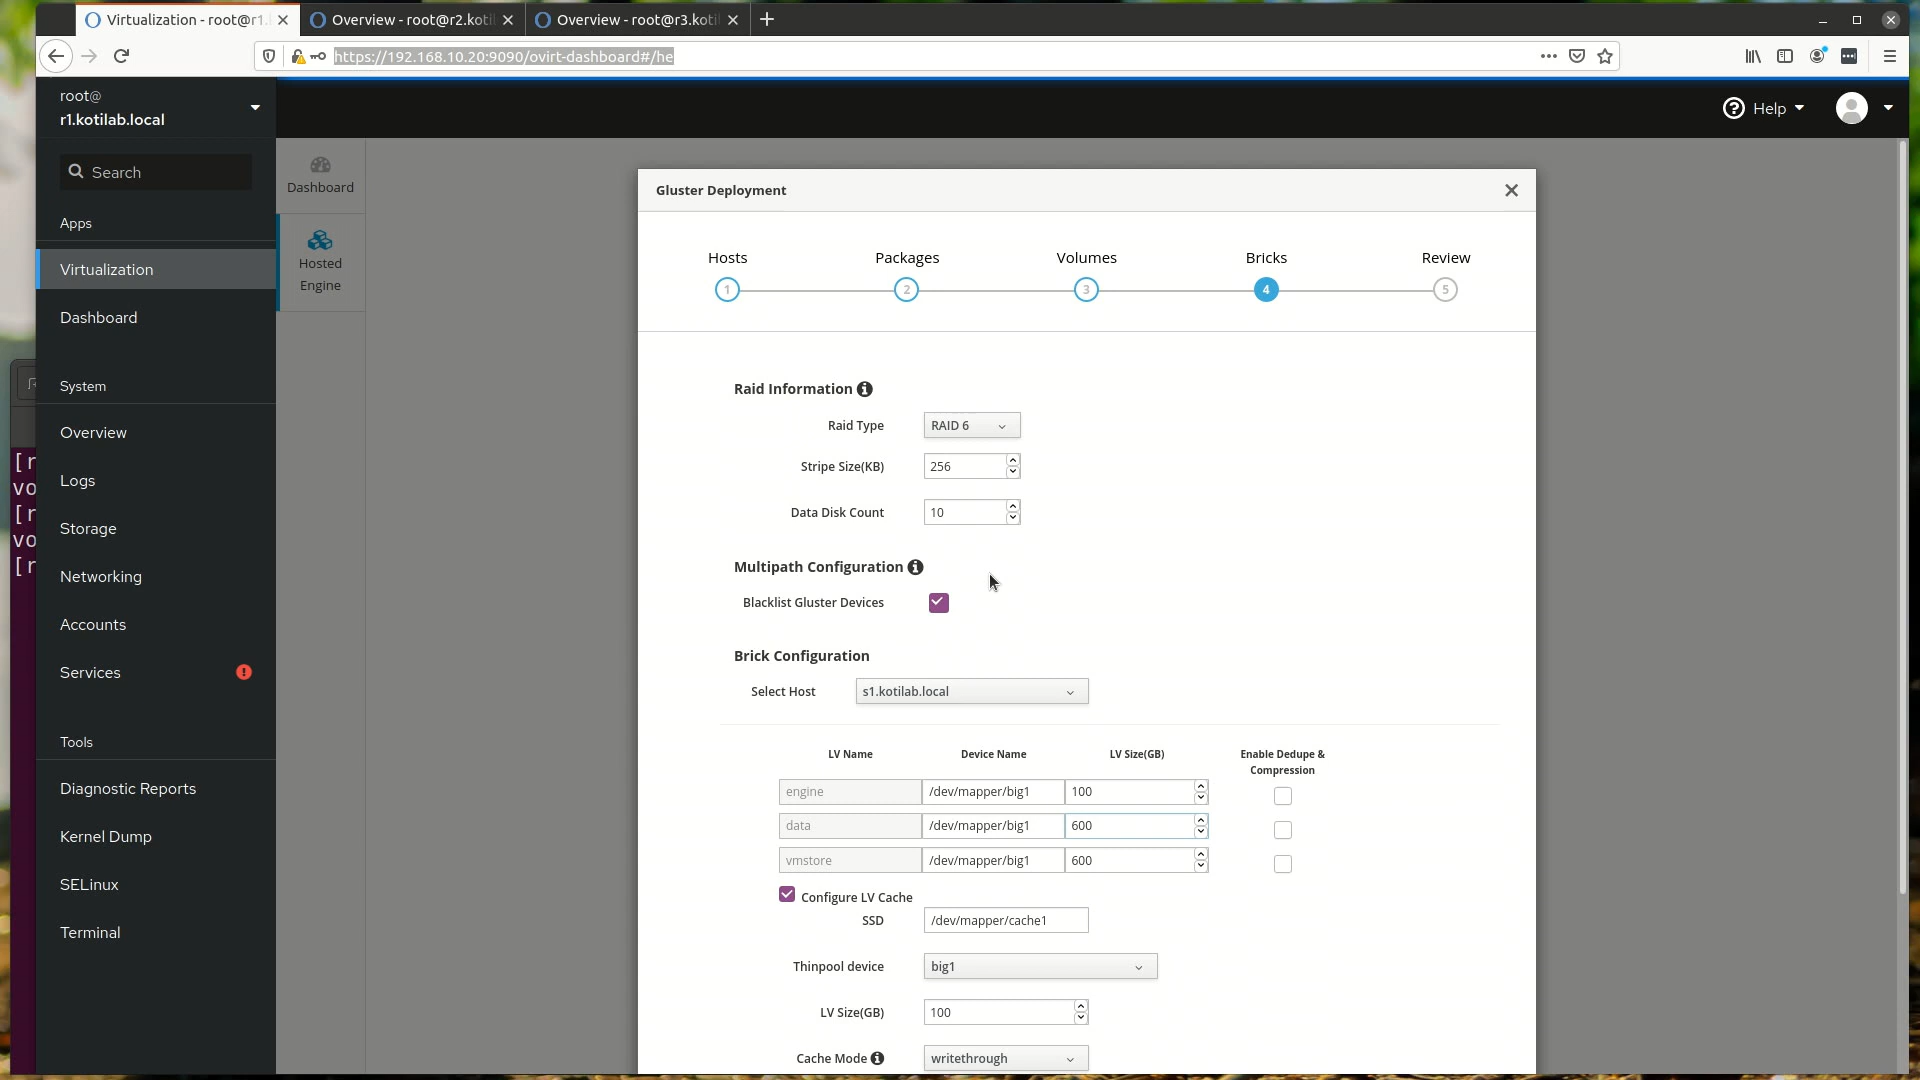 Virtualization - root@r1.
Overview - root@r2.koti
Overview - root@r3.koti
https://192.168.10.20:9090/ovirt-dashboard#/he
root@
r1.kotilab.local
Help
Search
Apps
Virtualization
Dashboard
System
Overview
Logs
Storage
Networking
Accounts
Services
Tools
Diagnostic Reports
Kernel Dump
SELinux
Terminal
Dashboard
Hosted
Engine
[r
vo
[r
vo
[r
Gluster Deployment
Hosts Packages Volumes Bricks Review
1 2 3 4 5
Raid Information
Raid Type RAID 6
Stripe Size(KB) 256
Data Disk Count 10
Multipath Configuration
Blacklist Gluster Devices
Brick Configuration
Select Host s1.kotilab.local
LV Name Device Name LV Size(GB) Enable Dedupe &
Compression
engine /dev/mapper/big1 100
data /dev/mapper/big1 600
vmstore /dev/mapper/big1 600
Configure LV Cache
SSD /dev/mapper/cache1
Thinpool device big1
LV Size(GB) 100
Cache Mode writethrough